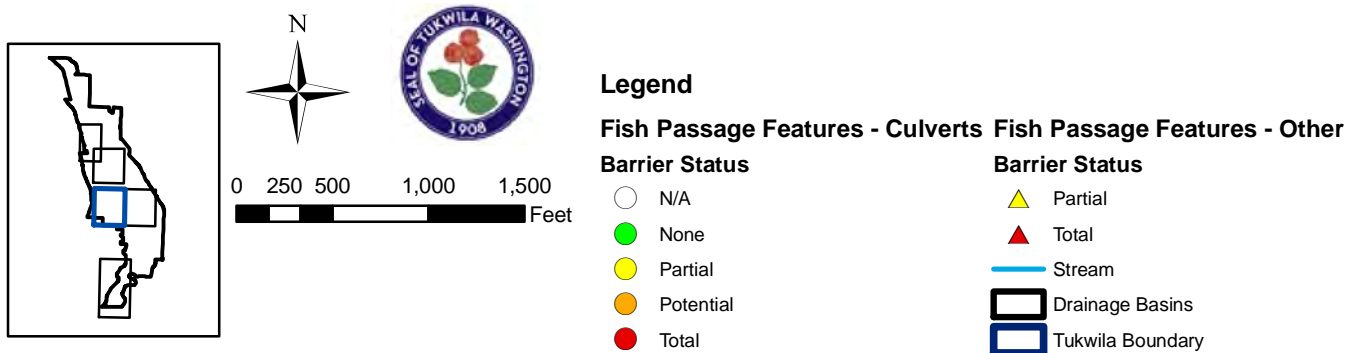 N
SEAL OF TUKWILA WASHINGTON
1908
0 250 500 1,000 1,500
Feet
Legend
Fish Passage Features - Culverts
Barrier Status
N/A
None
Partial
Potential
Total
Fish Passage Features - Other
Barrier Status
Partial
Total
Stream
Drainage Basins
Tukwila Boundary